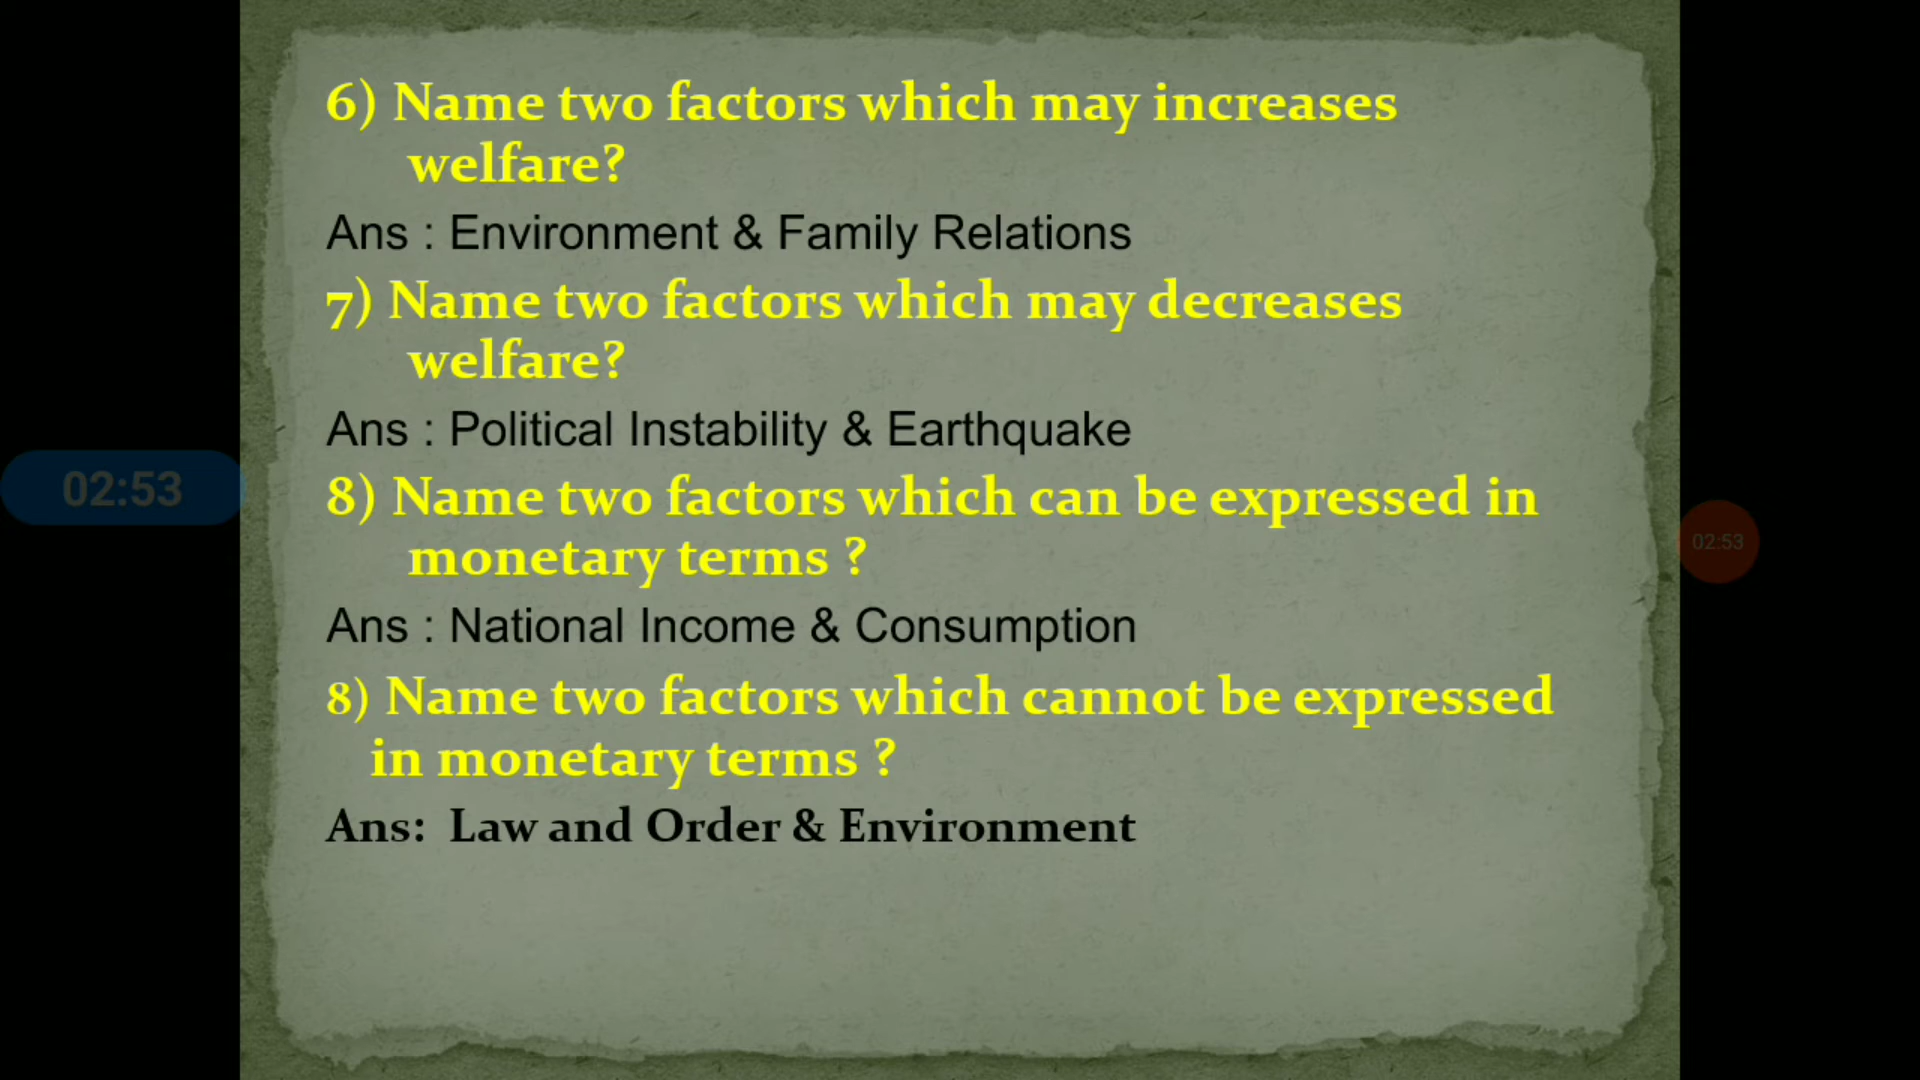 6) Name two factors which may increases
welfare?
Ans : Environment & Family Relations
7) Name two factors which may decreases
welfare?
Ans : Political Instability & Earthquake
02:53
8) Name two factors which can be expressed in
monetary terms ?
02:53
Ans : National Income & Consumption
8) Name two factors which cannot be expressed
in monetary terms ?
Ans: Law and Order & Environment